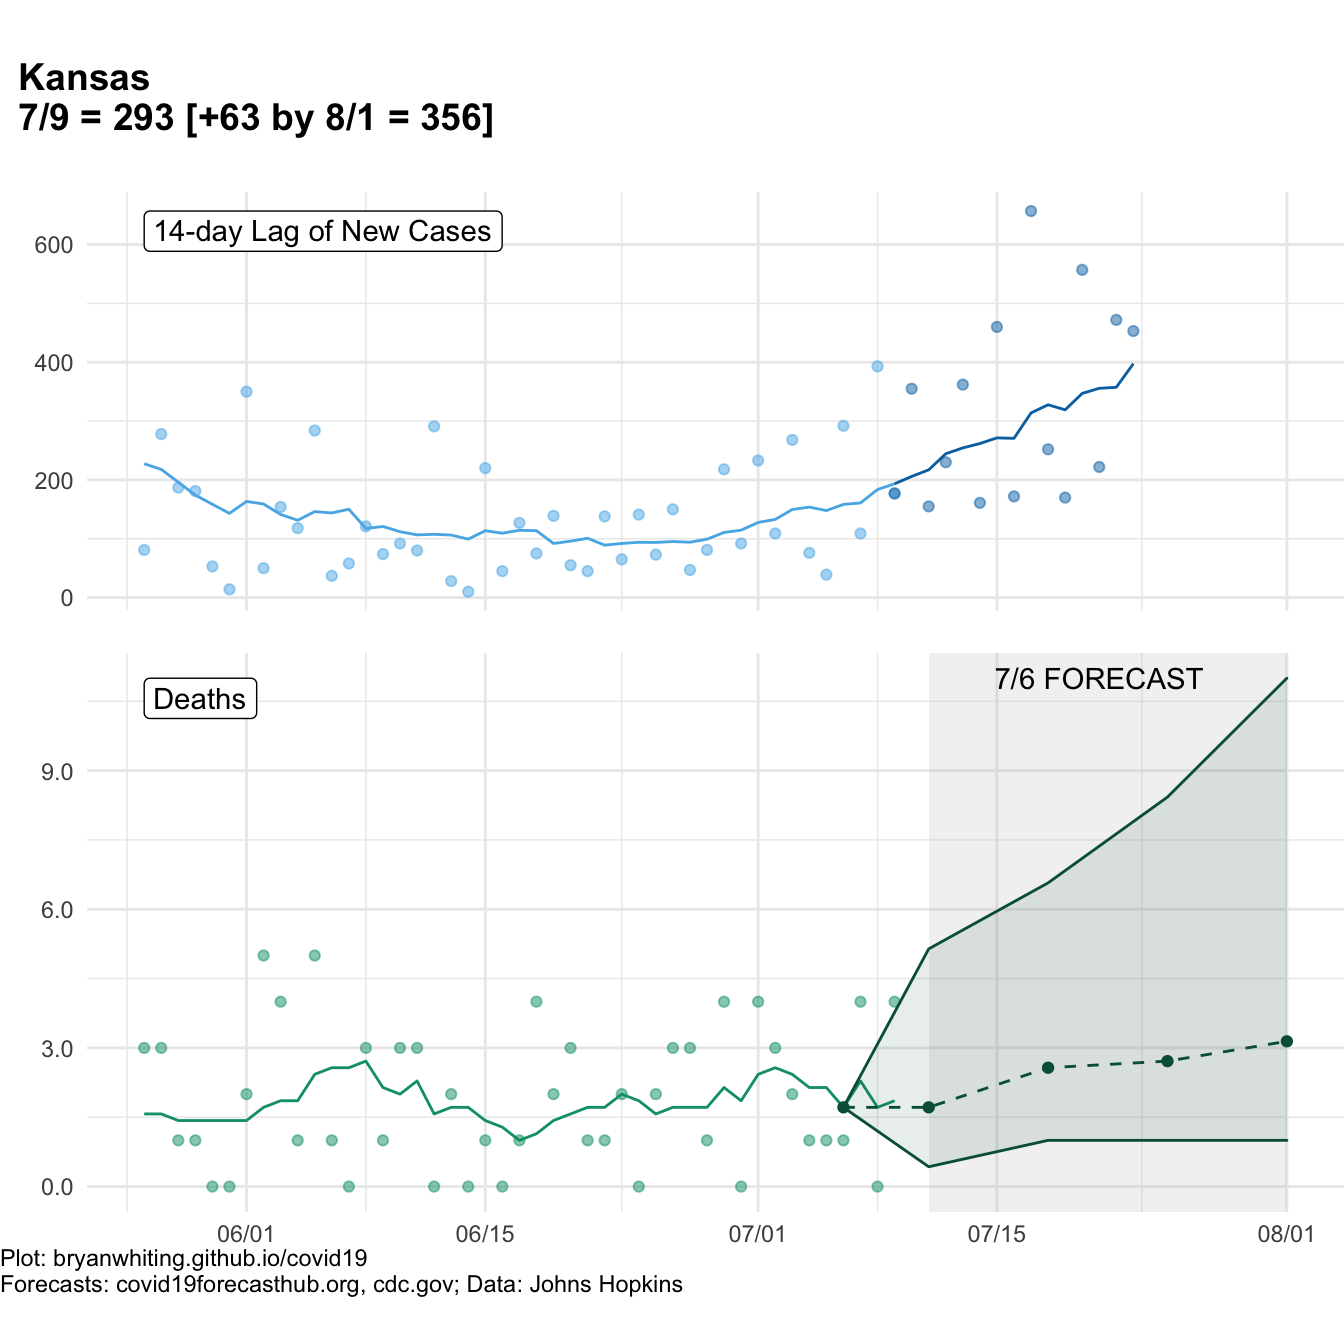 Kansas
7/9 = 293 [+63 by 8/1 = 356]
14-day Lag of New Cases
600
400
200
0
Deaths
7/6 FORECAST
9.0
6.0
3.0
0.0
06/01 06/15 07/01 07/15 08/01
Plot: bryanwhiting.github.io/covid19
Forecasts: covid19forecasthub.org, cdc.gov; Data: Johns Hopkins